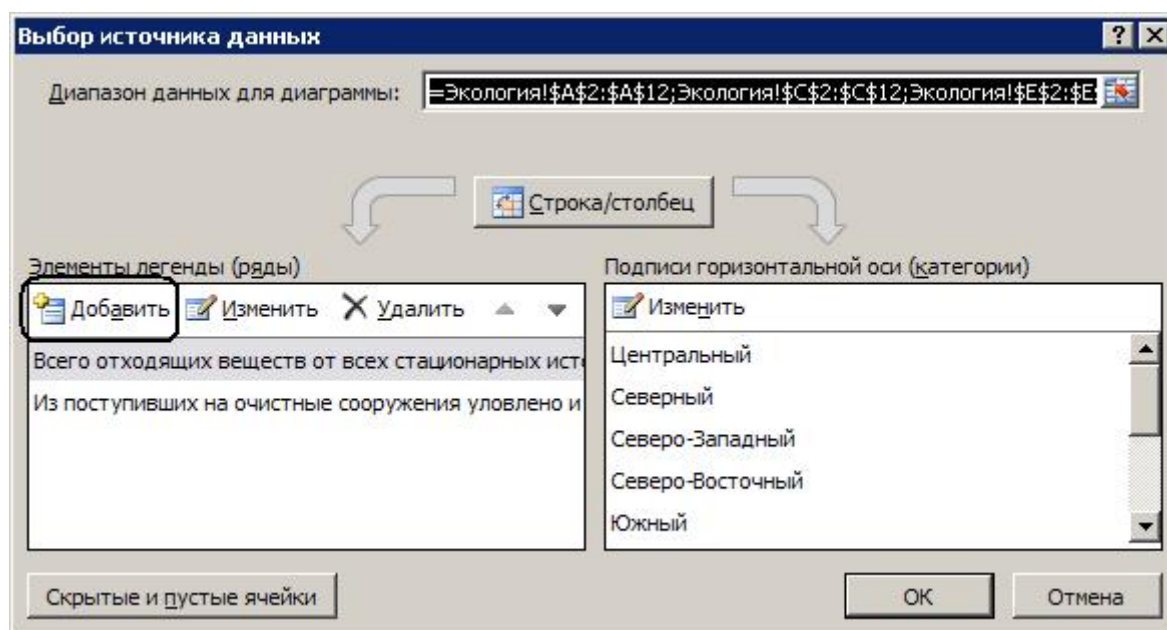 Выбор источника данных
Диапазон данных для диаграммы: =Экология!$A$2:$A$12;Экология!$C$2:$C$12;Экология!$E$2:$E
Строка/столбец
Элементы легенды (ряды)
Подписи горизонтальной оси (категории)
Добавить Изменить Удалить
Изменить
Всего отходящих веществ от всех стационарных ист
Из поступивших на очистные сооружения уловлено и
Центральный
Северный
Северо-Западный
Северо-Восточный
Южный
Скрытые и пустые ячейки
ОК
Отмена